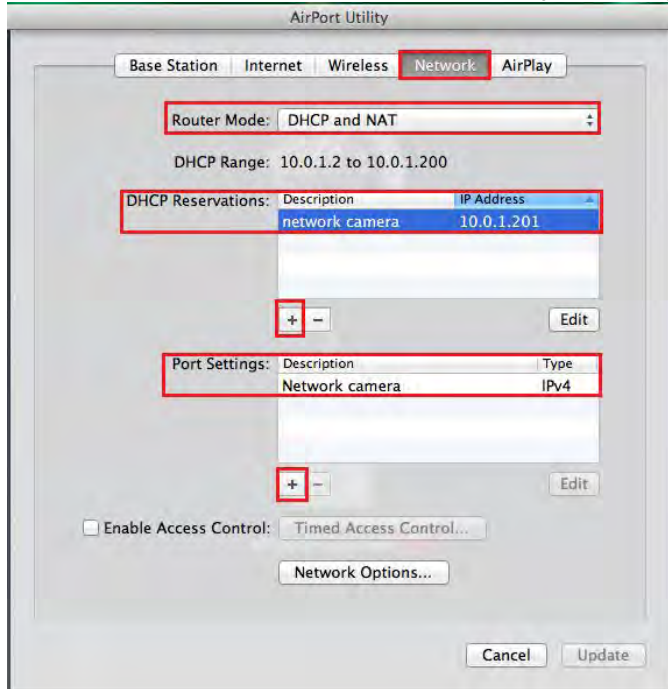 AirPort Utility
Base Station Internet Wireless Network AirPlay
Router Mode: DHCP and NAT
DHCP Range: 10.0.1.2 to 10.0.1.200
DHCP Reservations: Description IP Address
network camera 10.0.1.201
+ − Edit
Port Settings: Description Type
Network camera IPv4
+ − Edit
Enable Access Control: Timed Access Control...
Network Options...
Cancel Update